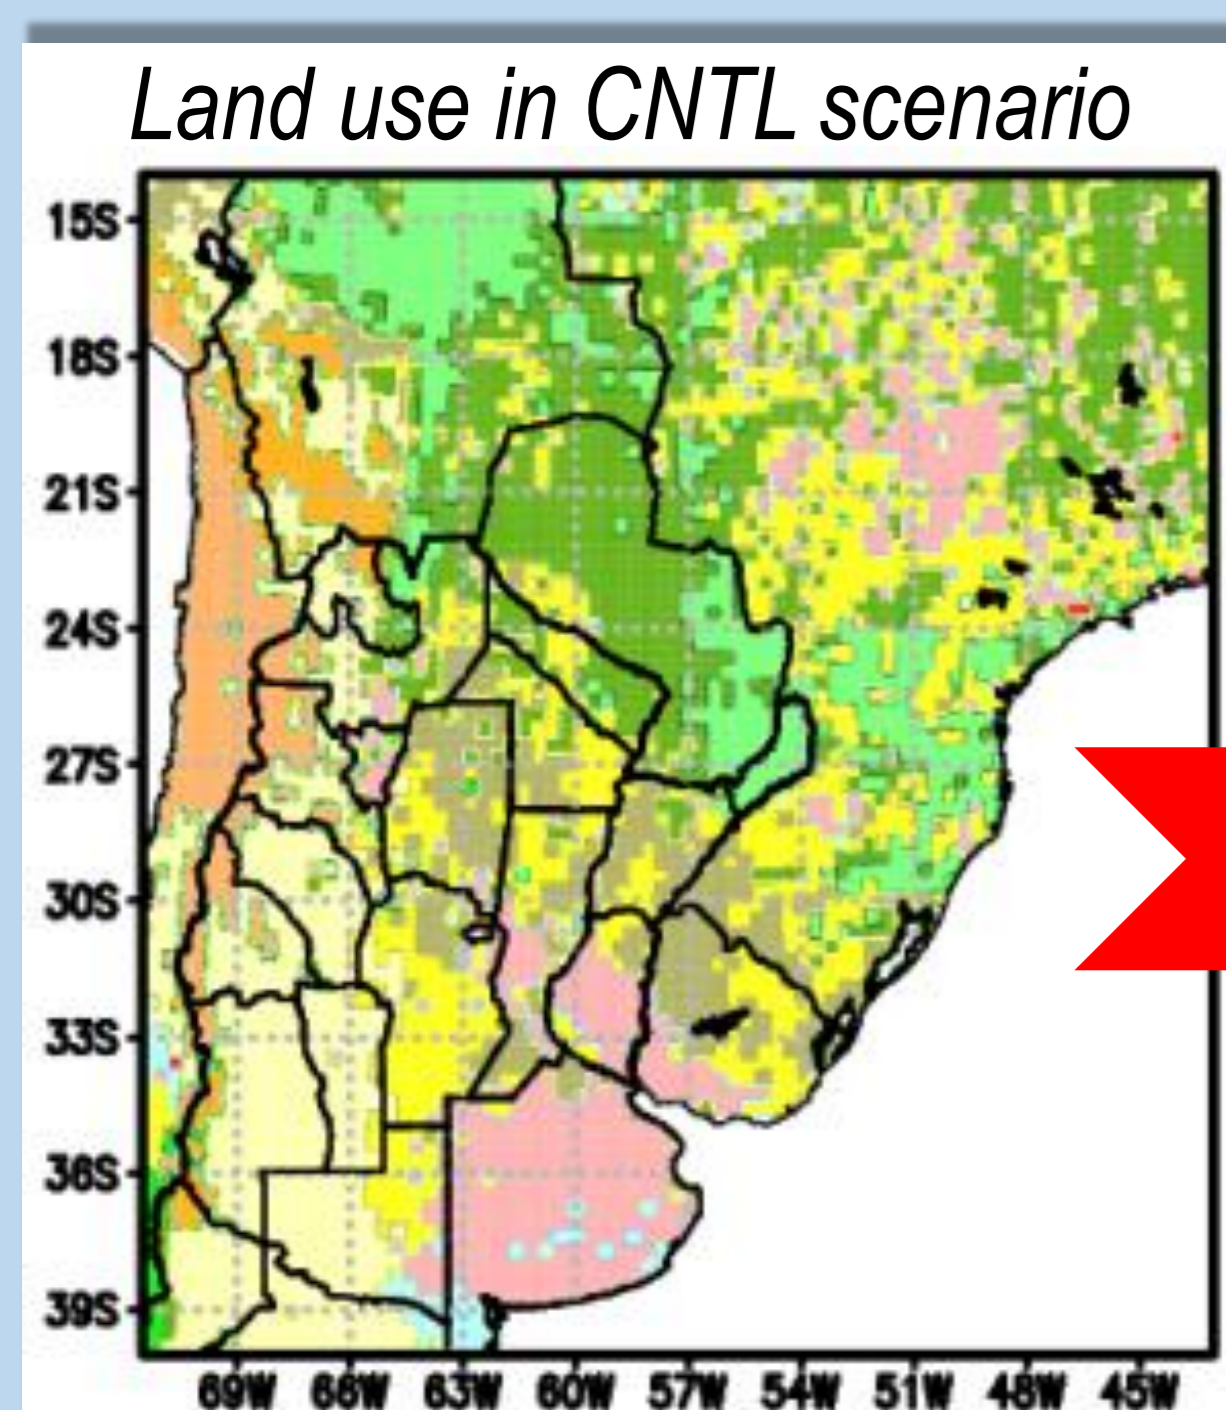 Land use in CNTL scenario
15S
18S
21S
24S
27S
30S
33S
36S
39S
69W 66W 63W 60W 57W 54W 51W 48W 45W